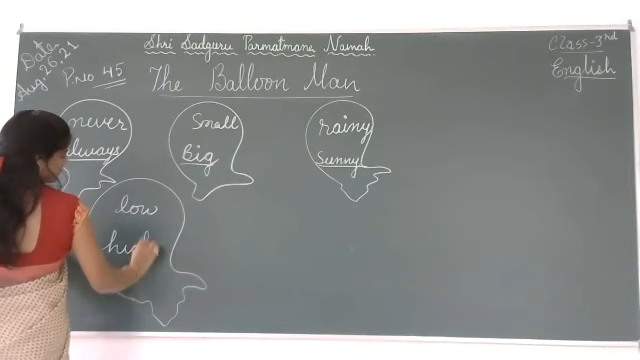 Shri Sadguru Parmatmane Namah
Date
Aug. 26. 21
P.No 45
The Balloon Man
Class-3rd
English
never
always
Small
Big
rainy
Sunny
low
high